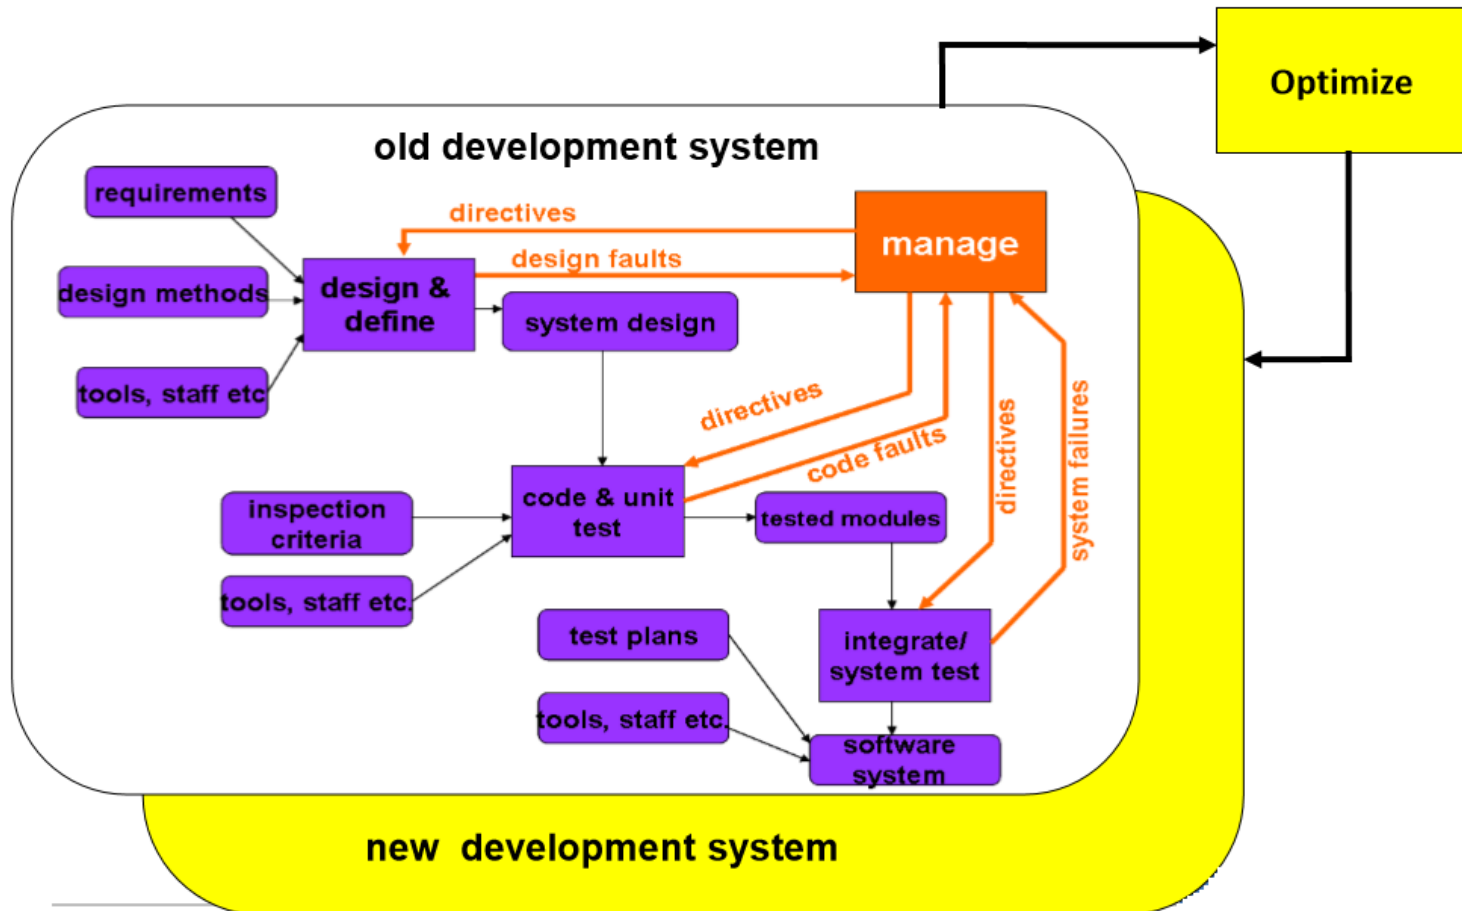 Optimize
old development system
requirements
directives
manage
design faults
design methods
design &
define
system design
tools, staff etc
directives
code faults
directives
system failures
inspection
criteria
code & unit
test
tested modules
tools, staff etc.
test plans
integrate/
system test
tools, staff etc.
software
system
new development system